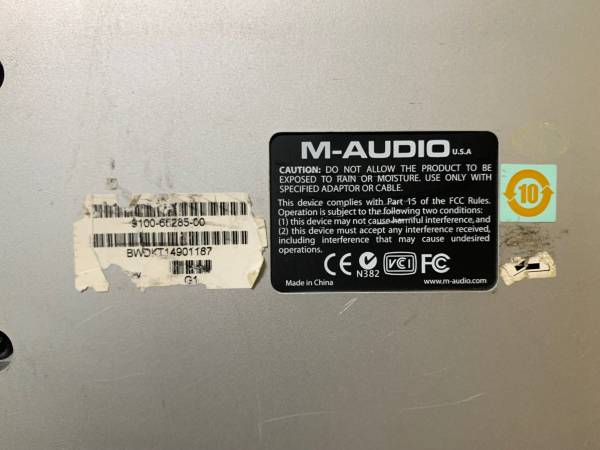 M-AUDIO U.S.A
CAUTION: DO NOT ALLOW THE PRODUCT TO BE
EXPOSED TO RAIN OR MOISTURE. USE ONLY WITH
SPECIFIED ADAPTOR OR CABLE.
This device complies with Part 15 of the FCC Rules.
Operation is subject to the following two conditions:
(1) this device may not cause harmful interference, and
(2) this device must accept any interference received,
including interference that may cause undesired
operations.
CE N382 VCI FC
Made in China www.m-audio.com
10
BWDKT14901187
G1